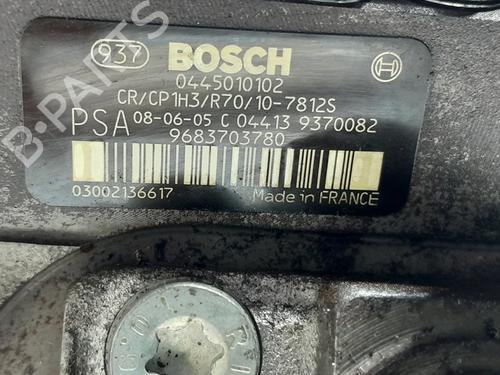 937 BOSCH
0445010102
CR/CP1H3/R70/10-7812S
PSA 08-06-05 C 04413 9370082
9683703780
03002136617 Made in FRANCE